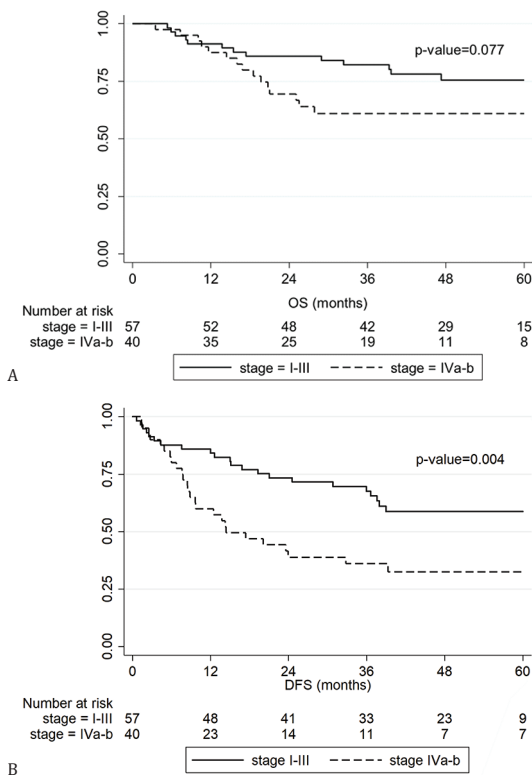 1.00
p-value=0.077
0.75
0.50
0.25
0.00
0 12 24 36 48 60
OS (months)
Number at risk
stage = I-III 57 52 48 42 29 15
stage = IVa-b 40 35 25 19 11 8
stage = I-III stage = IVa-b
A
1.00
p-value=0.004
0.75
0.50
0.25
0.00
0 12 24 36 48 60
DFS (months)
Number at risk
stage = I-III 57 48 41 33 23 9
stage = IVa-b 40 23 14 11 7 7
stage I-III stage IVa-b
B